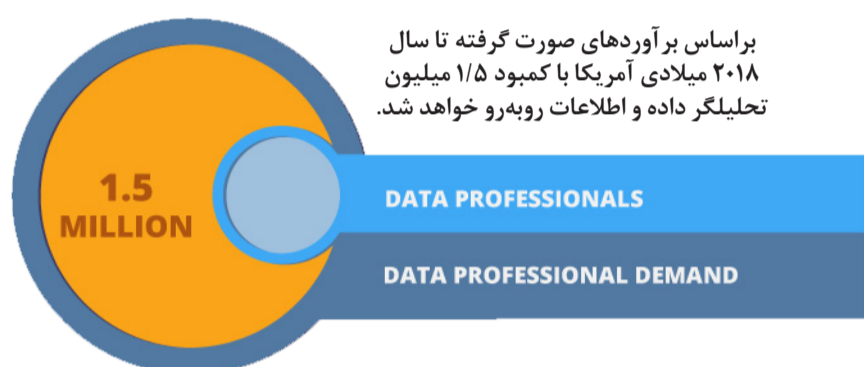 براساس برآوردهای صورت گرفته تا سال
۲۰۱۸ میلادی آمریکا با کمبود ۱/۵ میلیون
تحلیلگر داده و اطلاعات روبه‌رو خواهد شد.
1.5
MILLION
DATA PROFESSIONALS
DATA PROFESSIONAL DEMAND